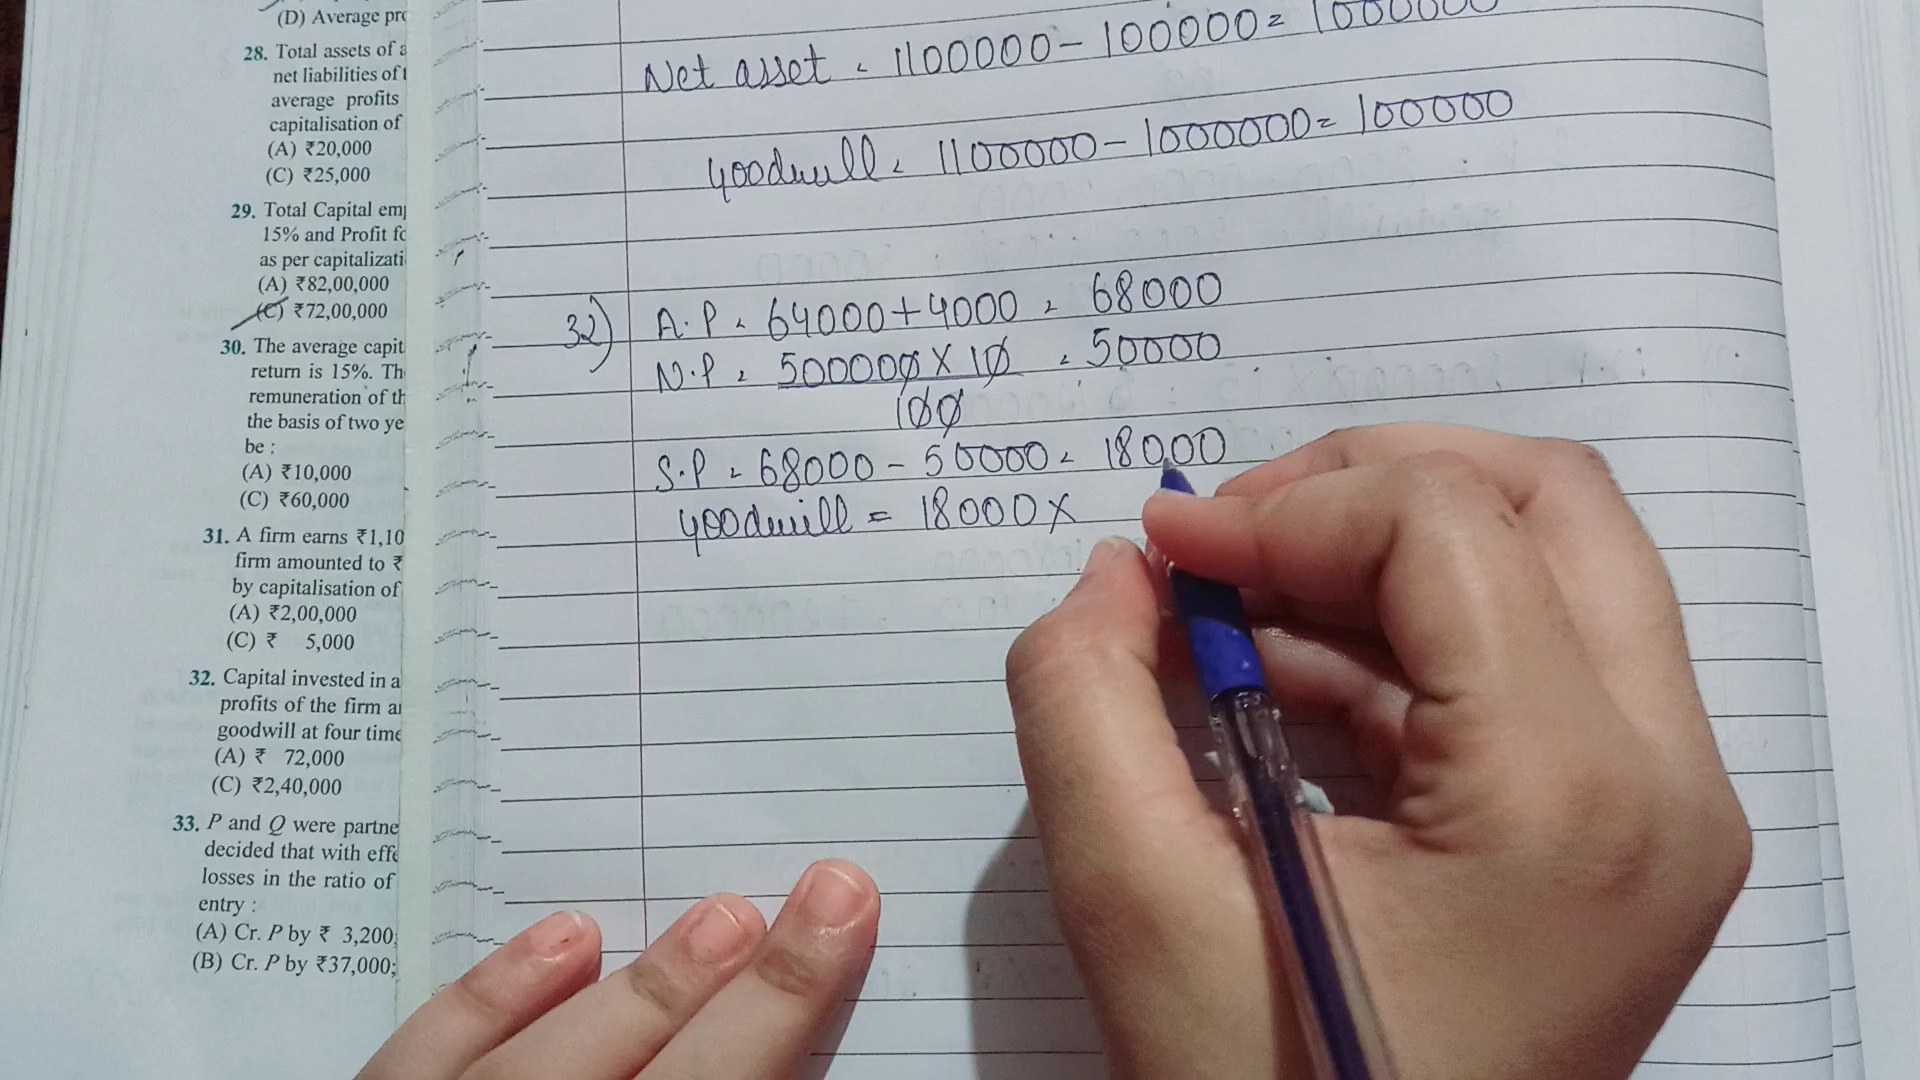 (D) Average pro
28. Total assets of a
net liabilities of t
average profits
capitalisation of
(A) ₹20,000
(C) ₹25,000
29. Total Capital emp
15% and Profit fo
as per capitalizati
(A) ₹82,00,000
(C) ₹72,00,000
30. The average capit
return is 15%. Th
remuneration of th
the basis of two ye
be :
(A) ₹10,000
(C) ₹60,000
31. A firm earns ₹1,10
firm amounted to ₹
by capitalisation of
(A) ₹2,00,000
(C) ₹ 5,000
32. Capital invested in a
profits of the firm ar
goodwill at four time
(A) ₹ 72,000
(C) ₹2,40,000
33. P and Q were partne
decided that with effe
losses in the ratio of
entry :
(A) Cr. P by ₹ 3,200;
(B) Cr. P by ₹37,000;
Net asset = 1100000 - 100000 = 1000000
goodwill = 1100000 - 1000000 = 100000
32) A.P = 64000 + 4000 = 68000
N.P = 500000 X 10 = 50000
100
S.P = 68000 - 50000 = 18000
goodwill = 18000 X